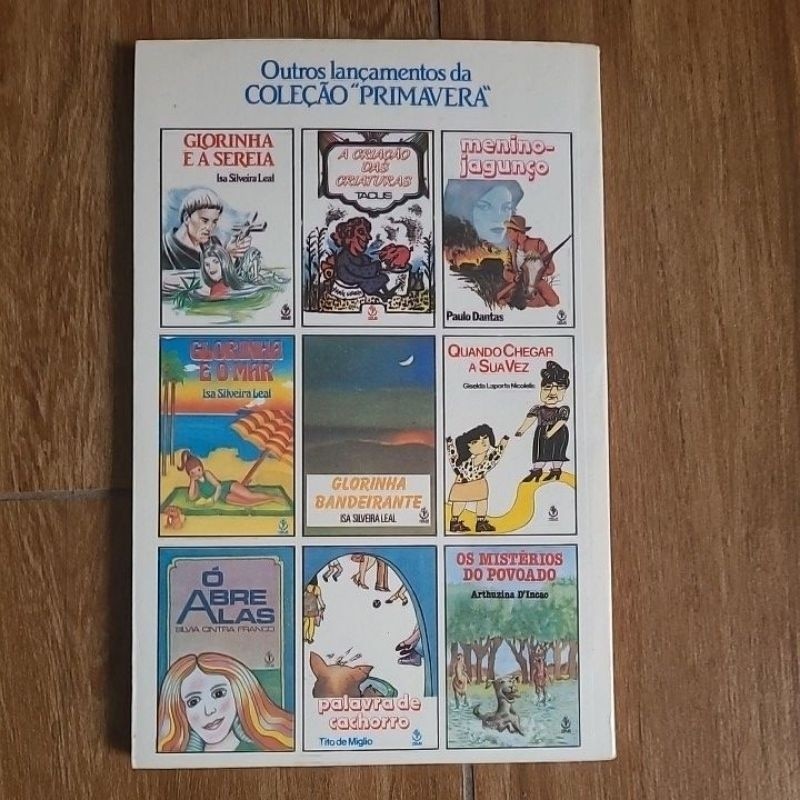 Outros lançamentos da
COLEÇÃO "PRIMAVERA"
GLORINHA
E A SEREIA
Isa Silveira Leal
A CRIAÇÃO
DAS
CRIATURAS
TACUS
menino-
jagunço
Paulo Dantas
GLORINHA
E O MAR
Isa Silveira Leal
GLORINHA
BANDEIRANTE
ISA SILVEIRA LEAL
QUANDO CHEGAR
A SUA VEZ
Giselda Laporta Nicolelis
Ó
ABRE
ALAS
SILVIA CINTRA FRANCO
palavra de
cachorro
Tito de Miglio
OS MISTÉRIOS
DO POVOADO
Arthuzina D'Incao